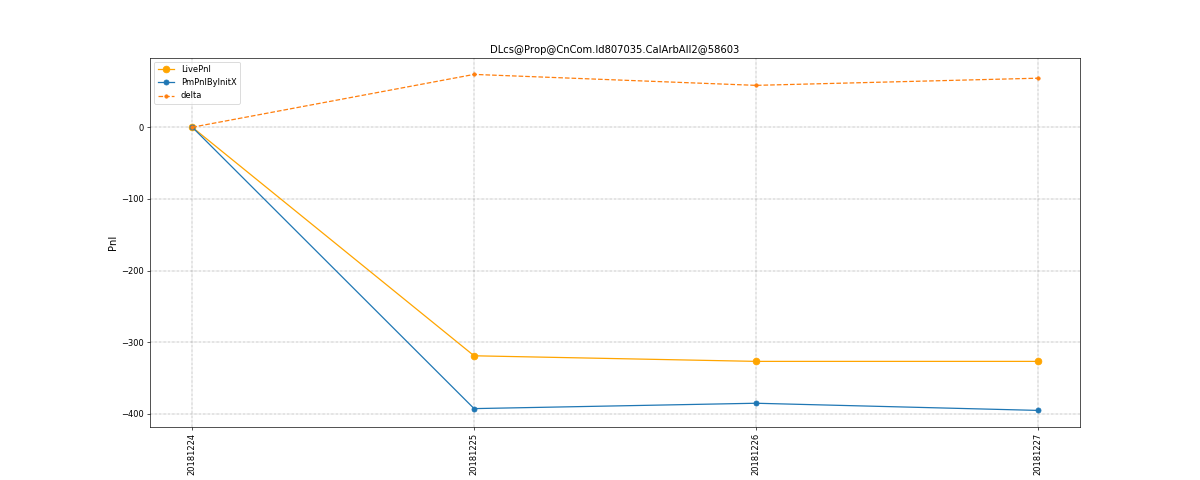 DLcs@Prop@CnCom.Id807035.CalArbAll2@58603
LivePnl
PmPnlByInitX
delta
0
−100
−200
−300
−400
Pnl
20181224
20181225
20181226
20181227